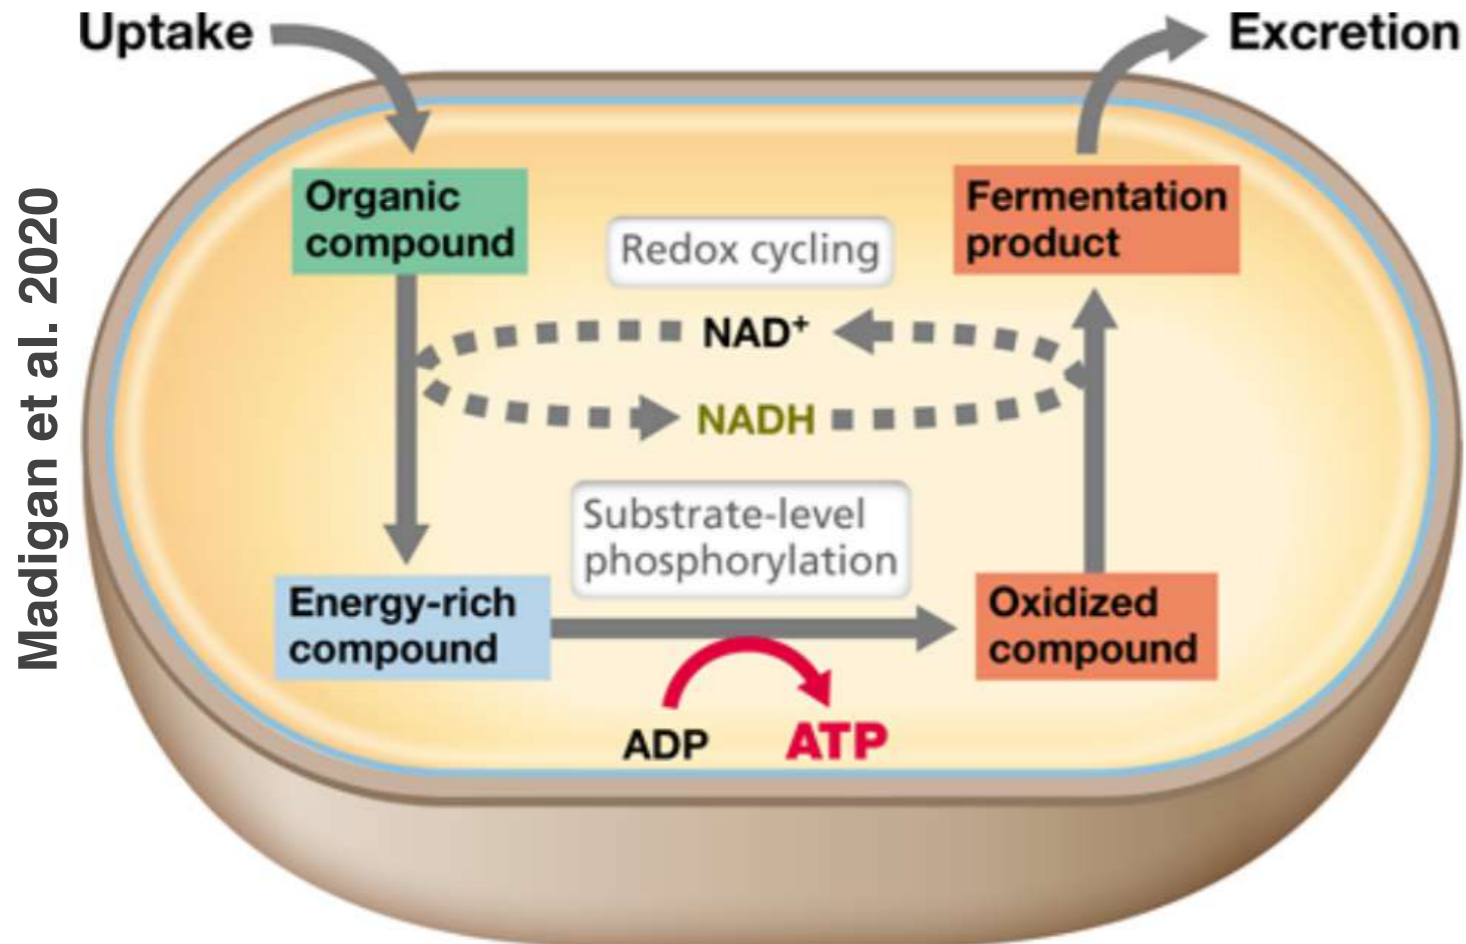 Uptake
Excretion
Madigan et al. 2020
Organic
compound
Redox cycling
Fermentation
product
NAD⁺
NADH
Substrate-level
phosphorylation
Energy-rich
compound
Oxidized
compound
ADP
ATP